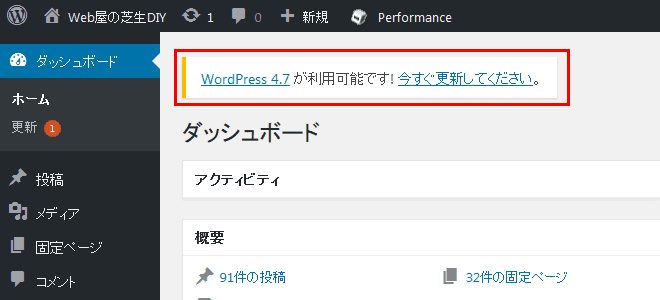 Web屋の芝生DIY 1 0 新規 Performance
ダッシュボード
WordPress 4.7 が利用可能です! 今すぐ更新してください。
ホーム
更新 1
ダッシュボード
投稿
アクティビティ
メディア
固定ページ
概要
コメント
91件の投稿 32件の固定ページ